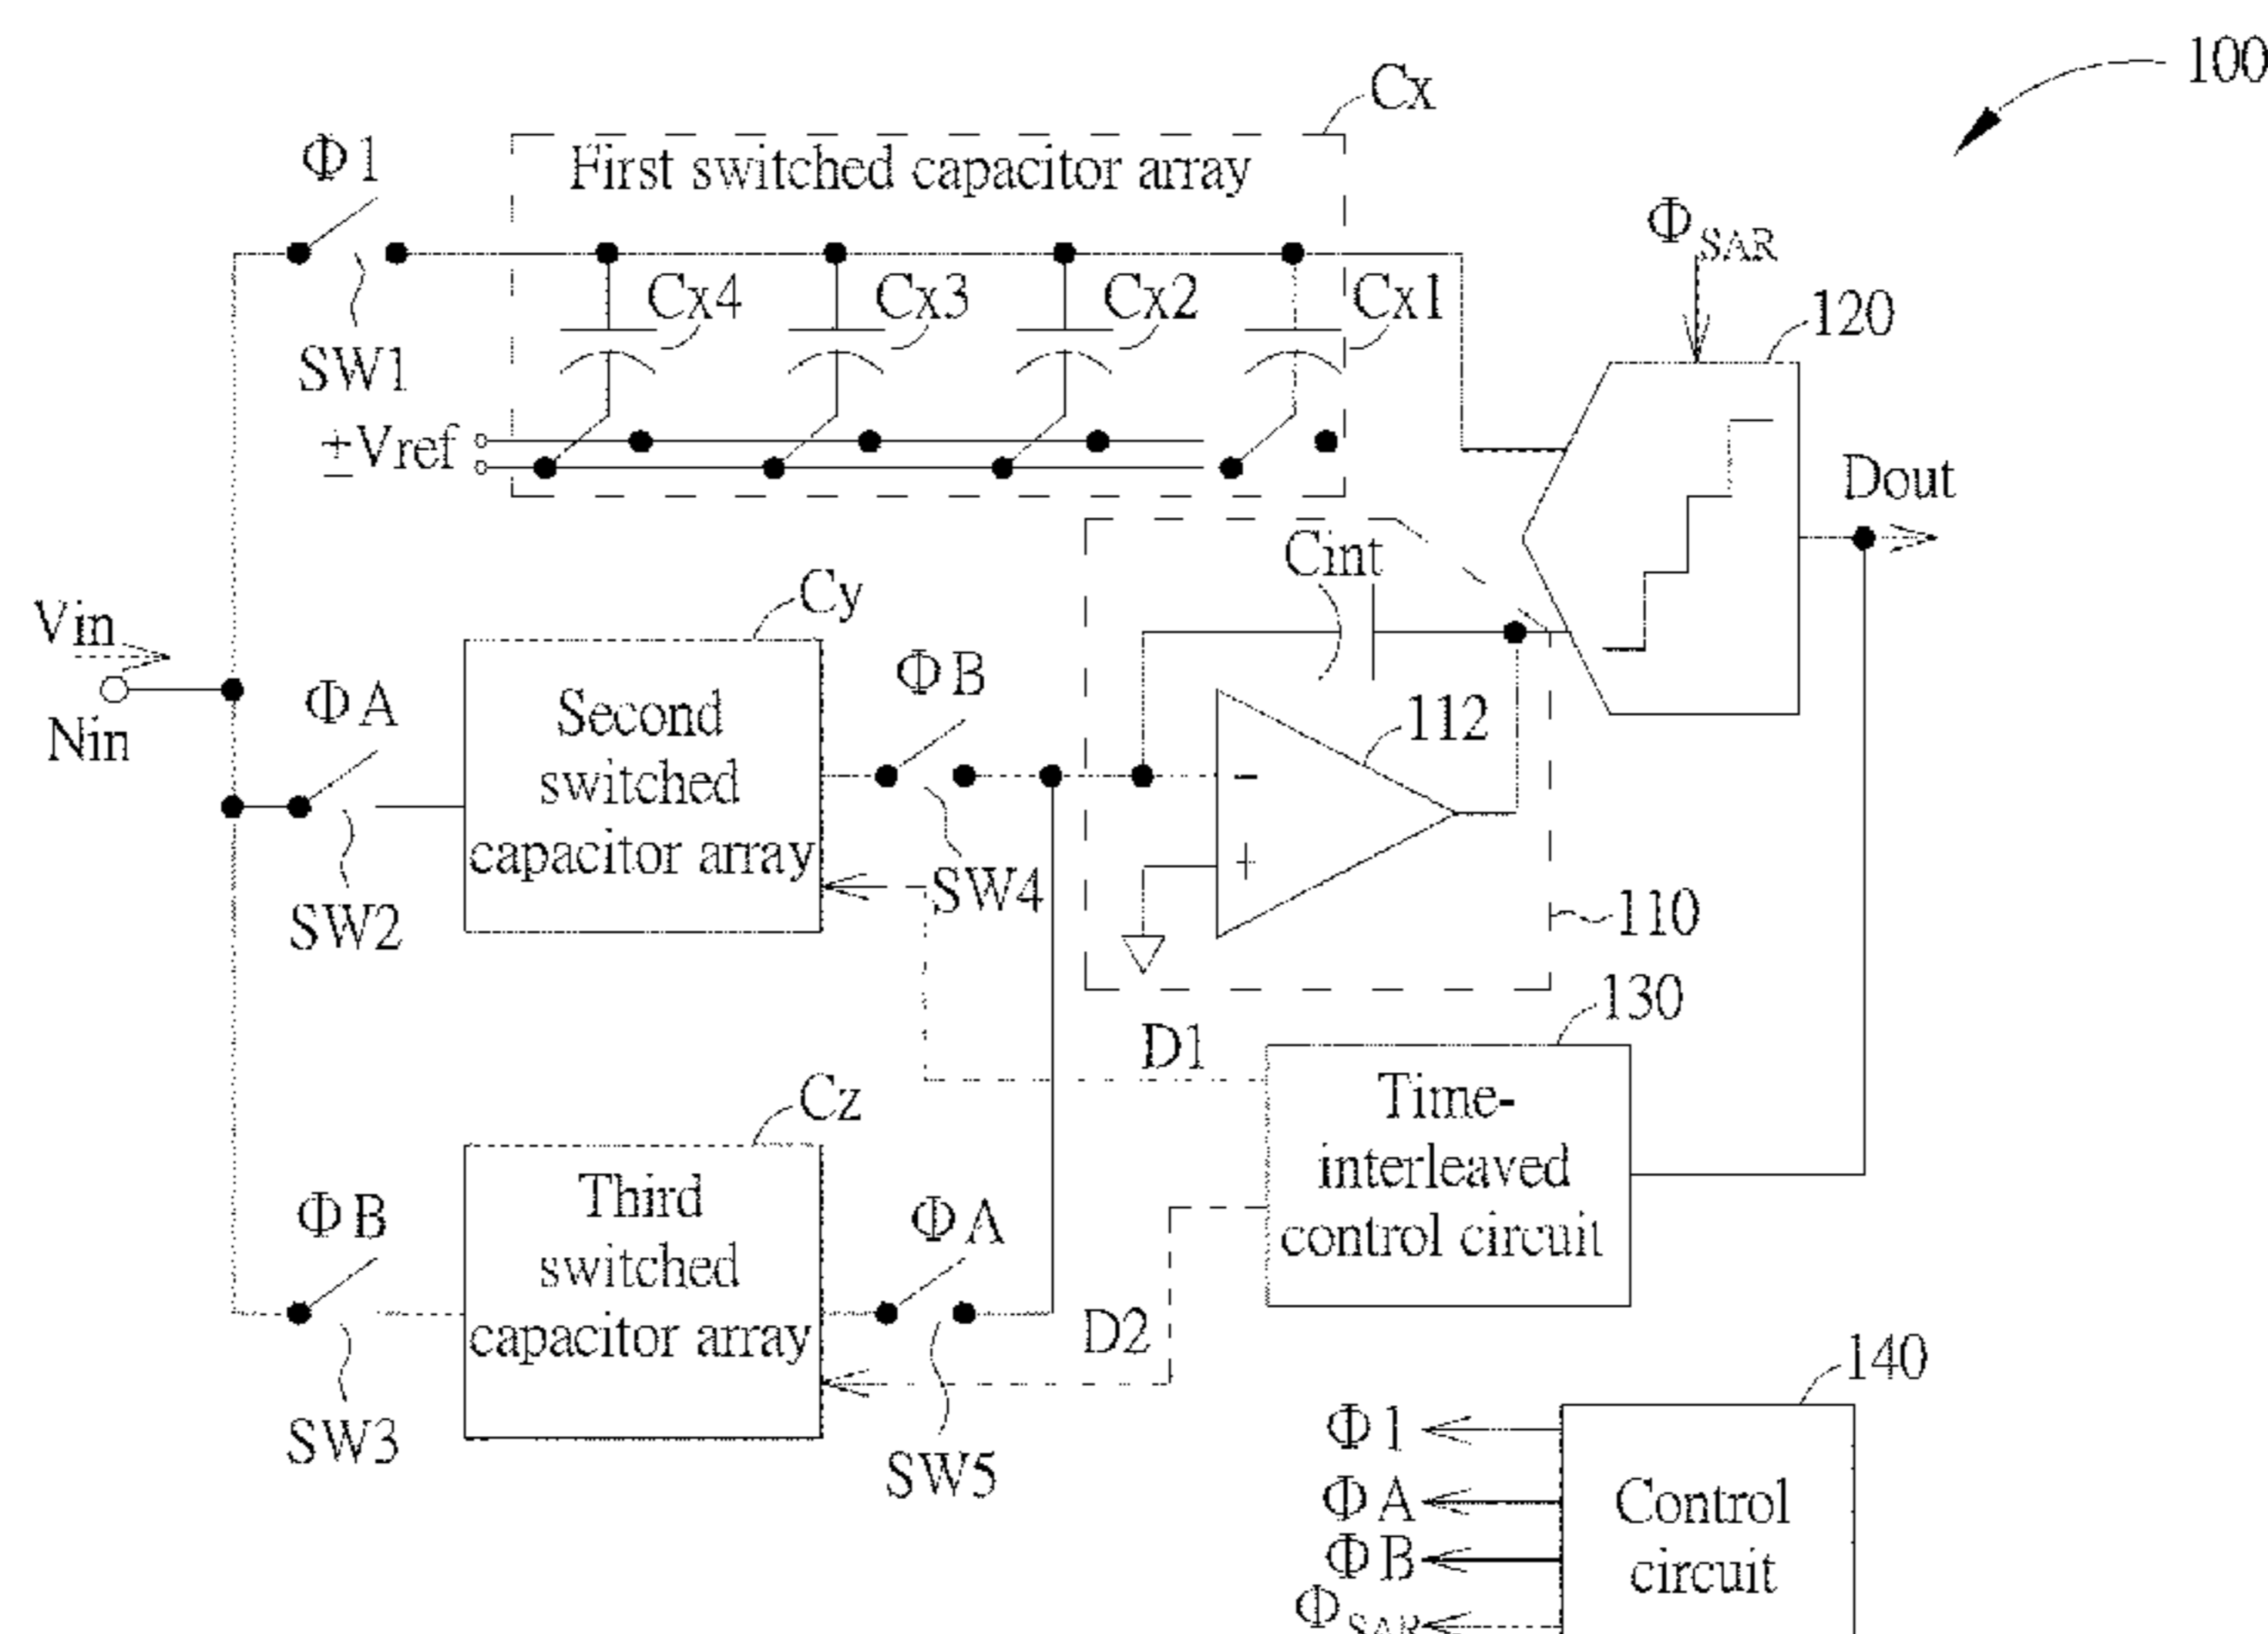 100
Cx
Φ1
First switched capacitor array
ΦSAR
Cx4
Cx3
Cx2
Cx1
120
SW1
±Vref
Dout
Cint
Cy
Vin
ΦB
ΦA
Second
switched
capacitor array
112
Nin
−
+
SW4
SW2
110
130
D1
Cz
Time-
interleaved
control circuit
Third
switched
capacitor array
ΦB
ΦA
D2
140
SW3
SW5
Φ1
ΦA
ΦB
ΦSAR
Control
circuit